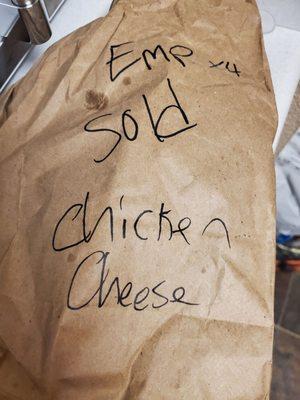 Emp x4
sold
chicken
Cheese